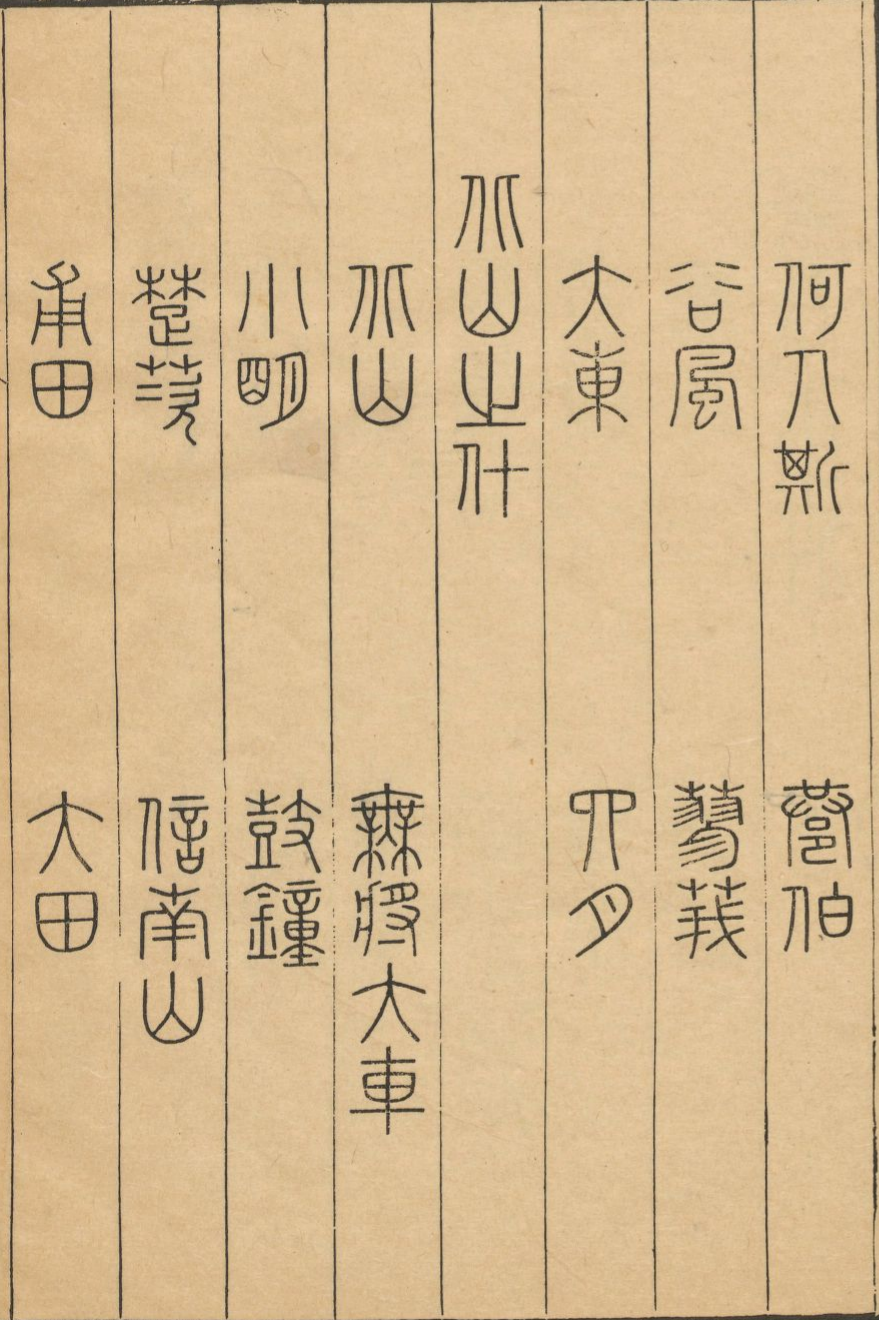 何人斯 巷伯
谷風 蓼莪
大東 四月
北山之什
北山 無將大車
小明 鼓鐘
楚茨 信南山
甫田 大田